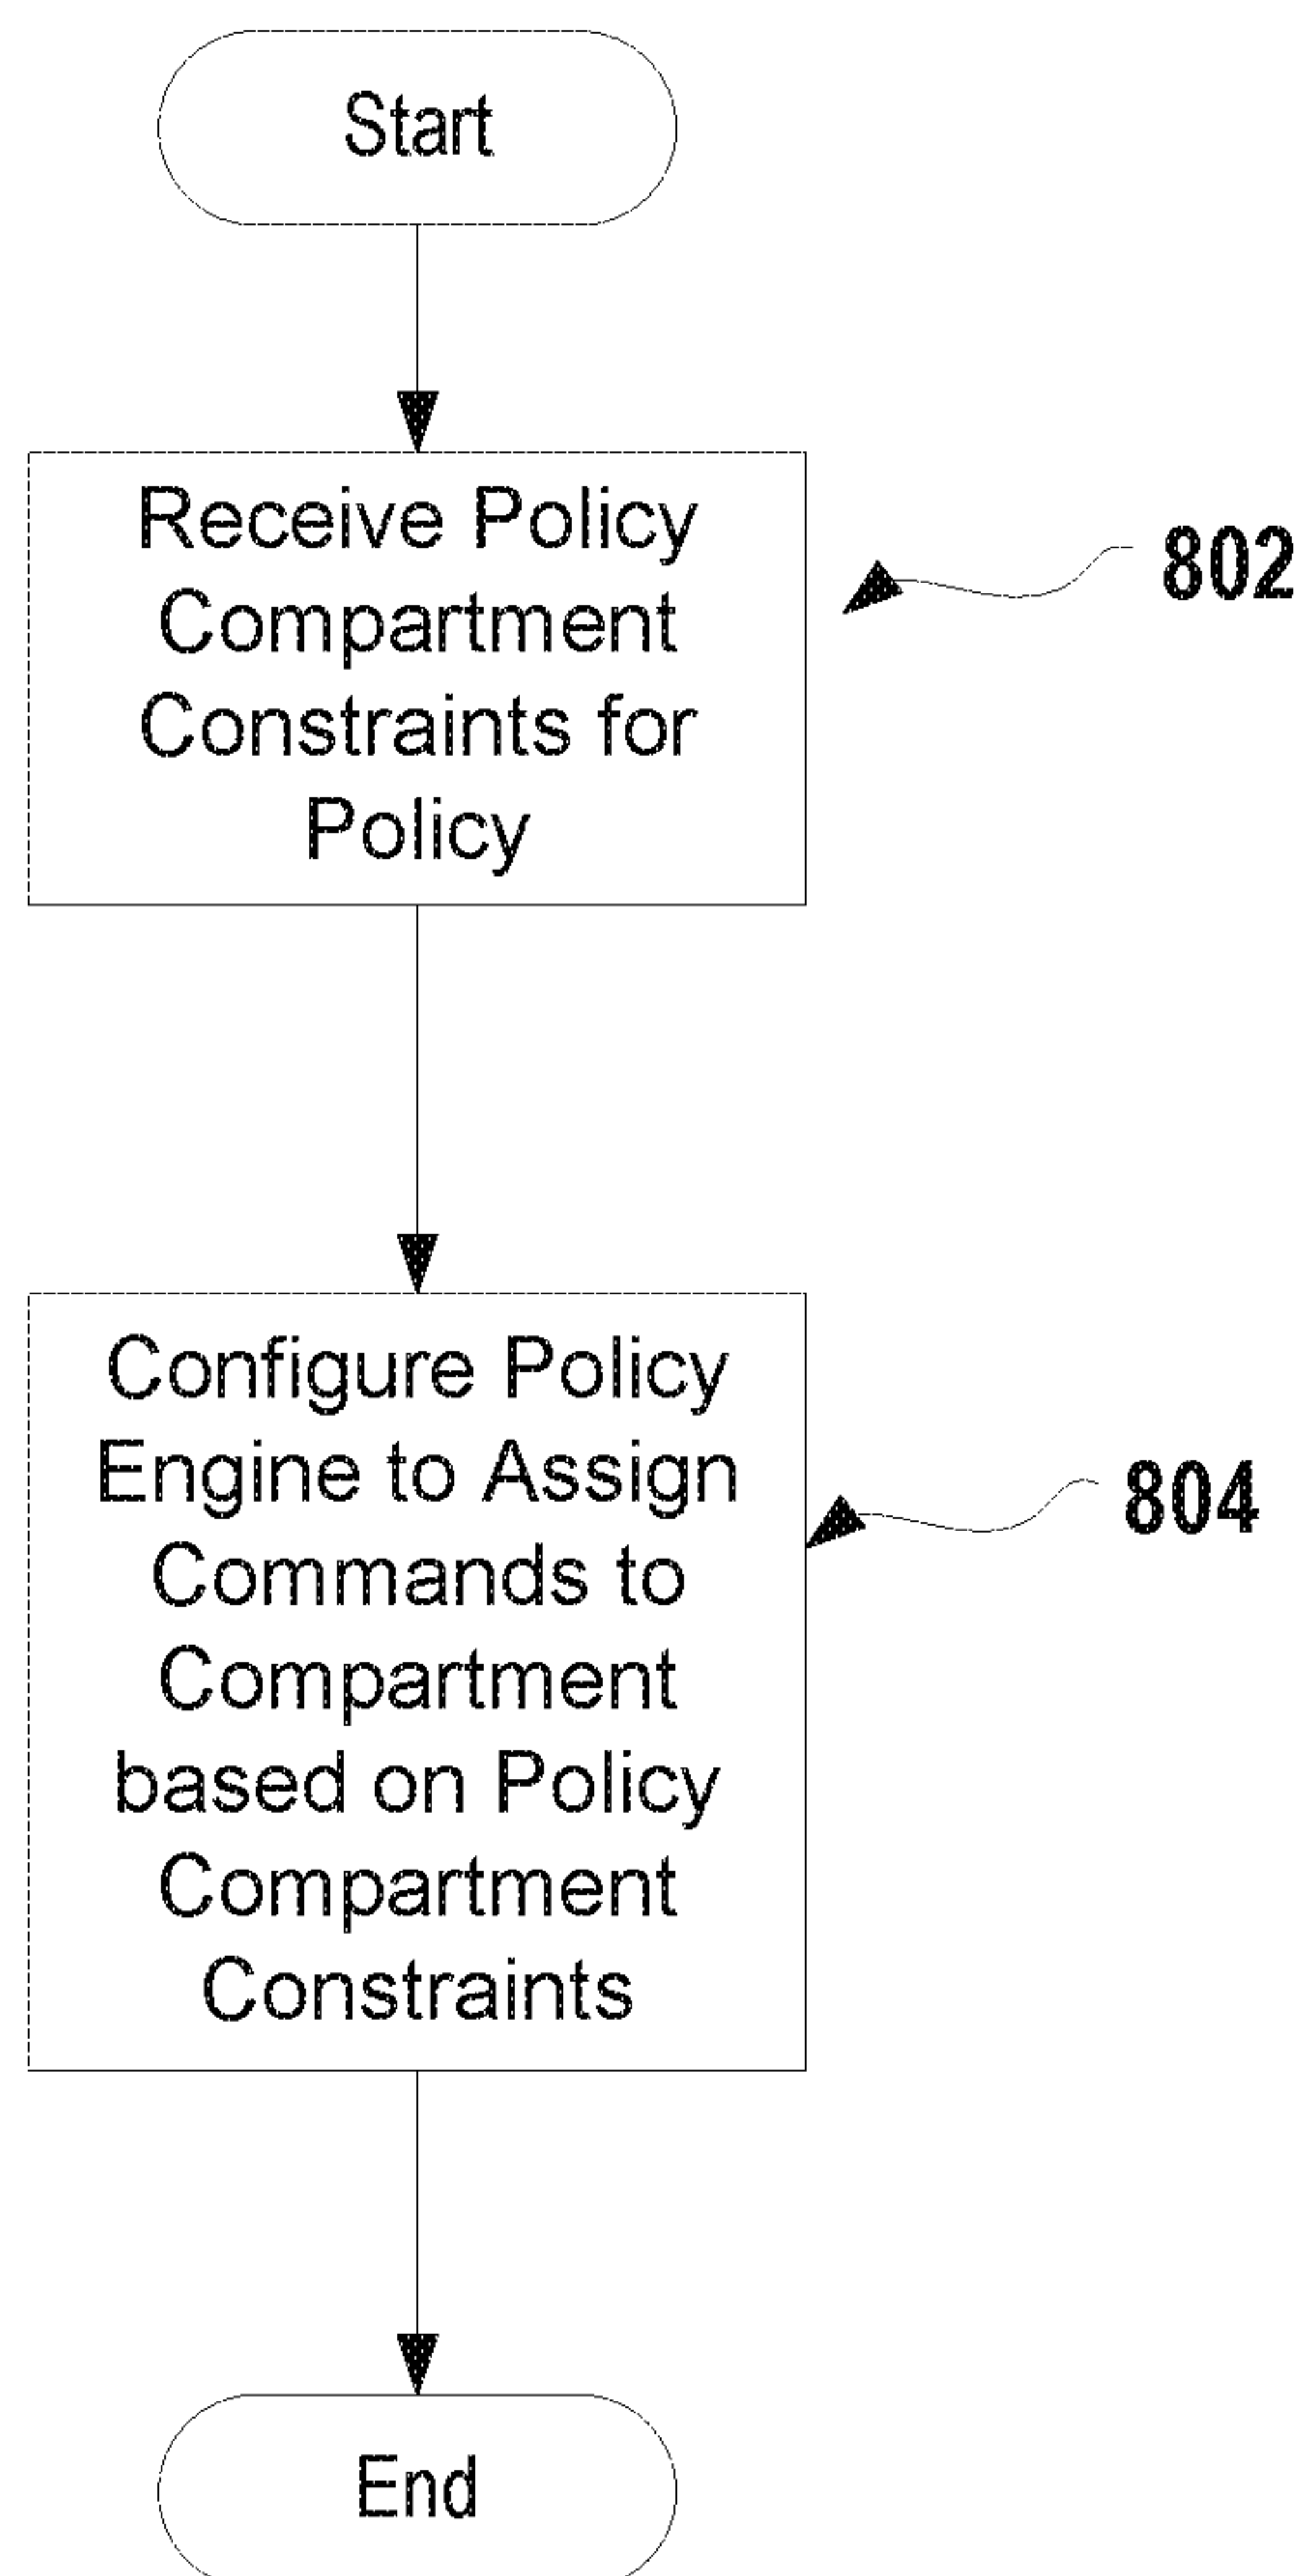 Start
Receive Policy
Compartment
Constraints for
Policy
802
Configure Policy
Engine to Assign
Commands to
Compartment
based on Policy
Compartment
Constraints
804
End